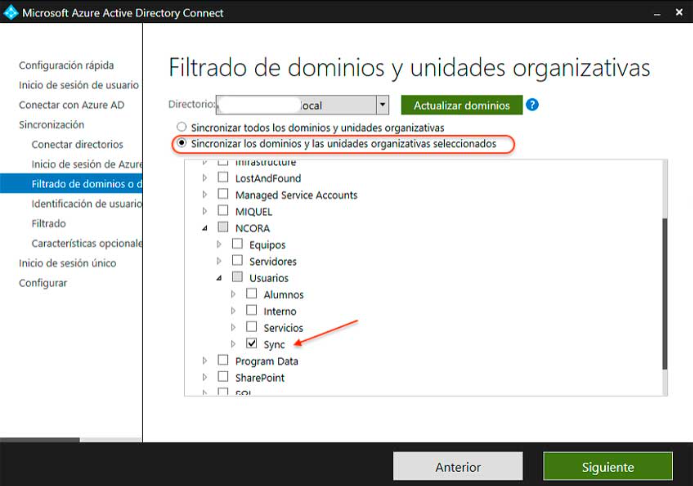 Microsoft Azure Active Directory Connect
Configuración rápida
Inicio de sesión de usuario
Conectar con Azure AD
Sincronización
Conectar directorios
Inicio de sesión de Azure
Filtrado de dominios o d
Identificación de usuario
Filtrado
Características opcionale
Inicio de sesión único
Configurar
Filtrado de dominios y unidades organizativas
Directorio: ocal Actualizar dominios ?
Sincronizar todos los dominios y unidades organizativas
Sincronizar los dominios y las unidades organizativas seleccionados
Infrastructure
LostAndFound
Managed Service Accounts
MIQUEL
NCORA
Equipos
Servidores
Usuarios
Alumnos
Interno
Servicios
Sync
Program Data
SharePoint
Anterior
Siguiente